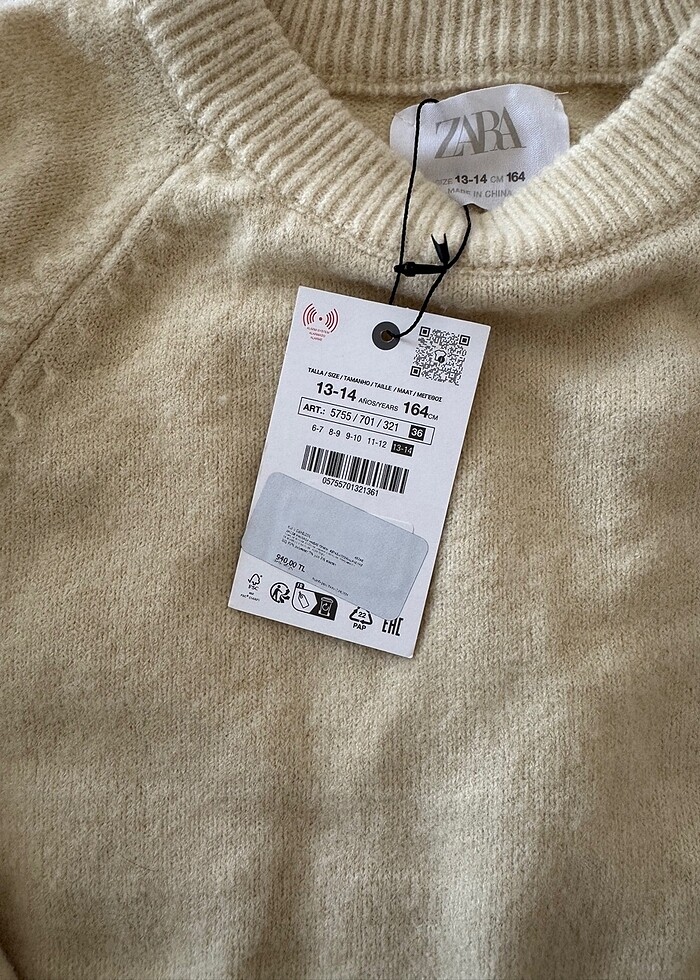 ZARA
SIZE 13-14 CM 164
MADE IN CHINA
TALLA / SIZE / TAMANHO / TAILLE / MAAT / ΜΕΓΕΘΟΣ
13-14 AÑOS/YEARS 164CM
ART.: 5755 / 701 / 321 36
6-7 8-9 9-10 11-12 13-14
05755701321361
940,00 TL
FSC
22
PAP
EAC